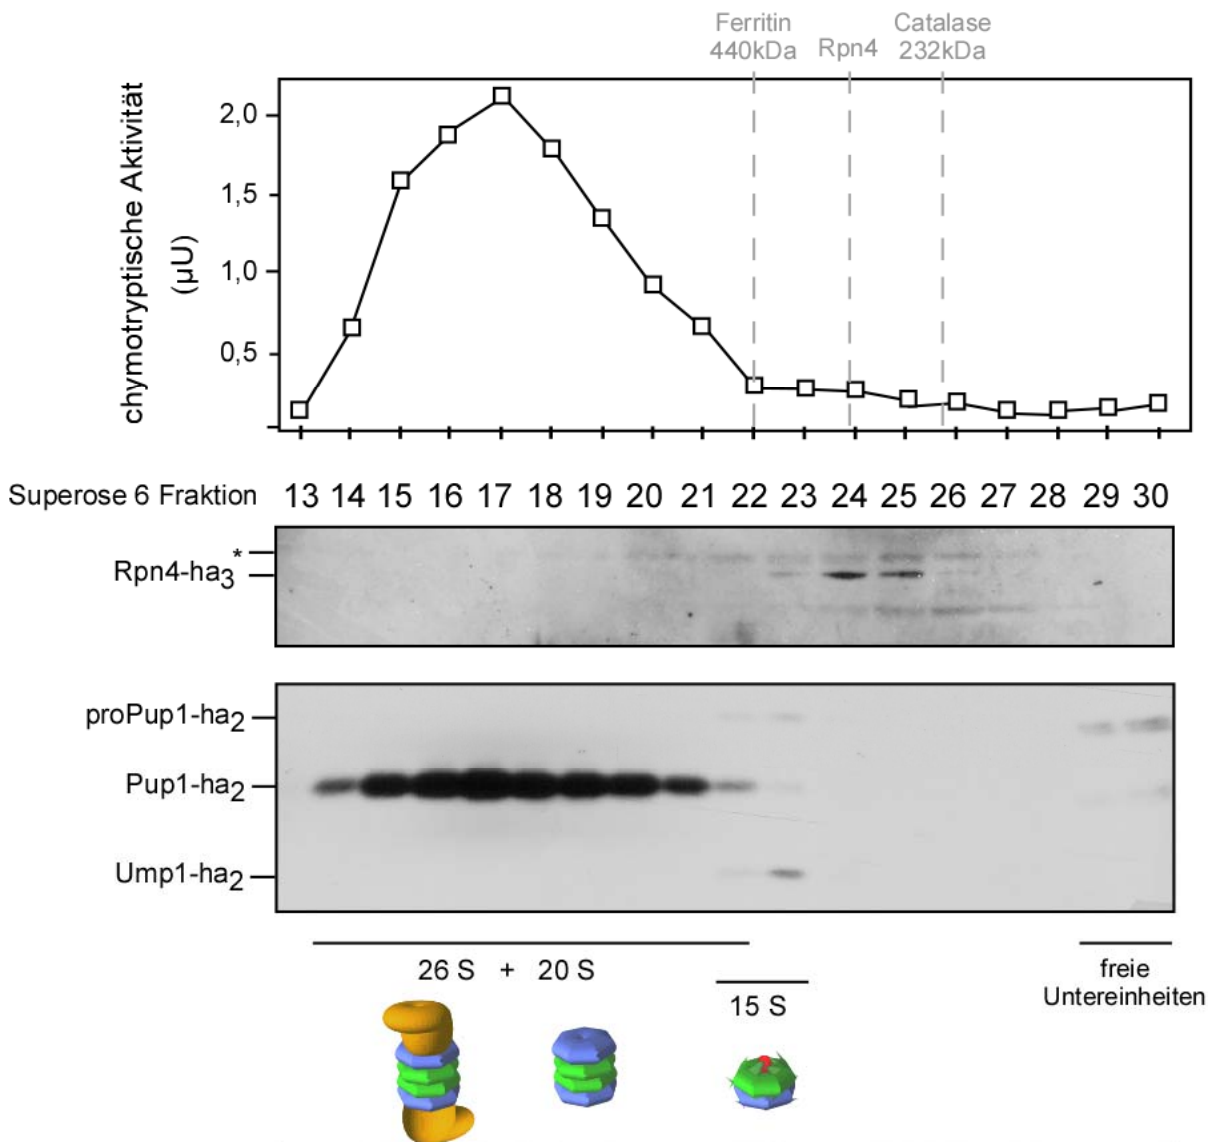 Ferritin
440kDa
Rpn4
Catalase
232kDa
chymotryptische Aktivität
(µU)
2,0
1,5
1,0
0,5
Superose 6 Fraktion 13 14 15 16 17 18 19 20 21 22 23 24 25 26 27 28 29 30
*
Rpn4-ha3
proPup1-ha2
Pup1-ha2
Ump1-ha2
26 S + 20 S
15 S
freie
Untereinheiten